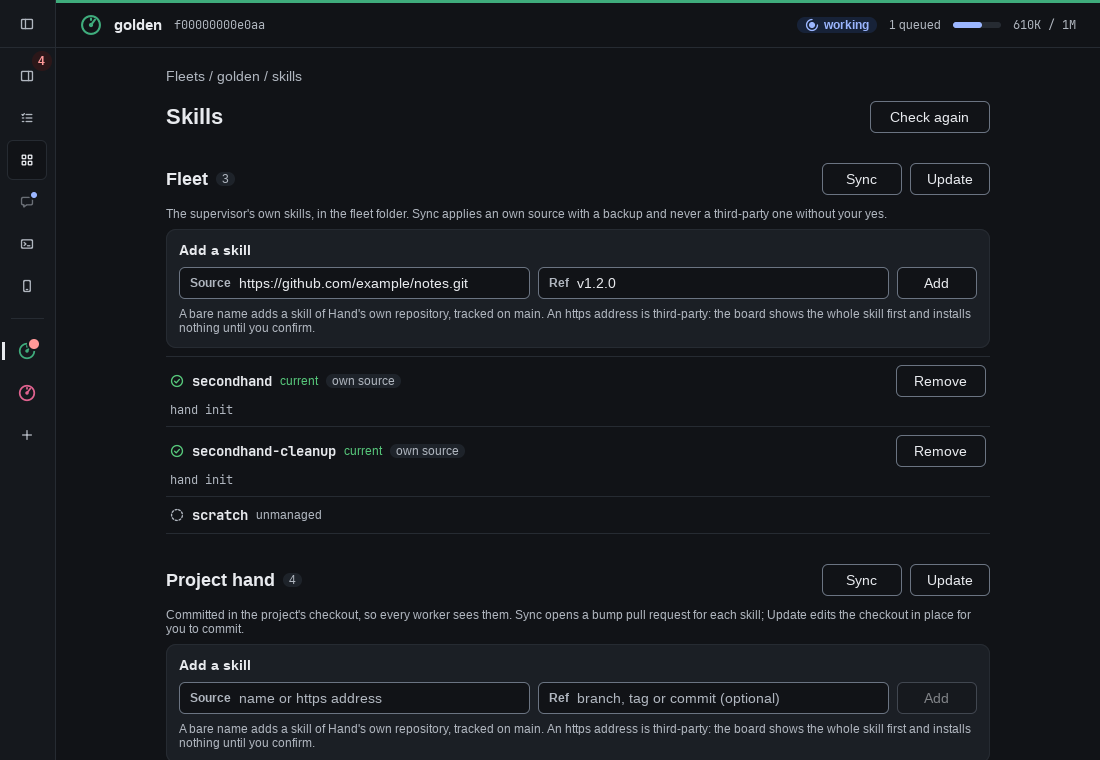 golden f00000000e0aa working 1 queued 610K / 1M
4
Fleets / golden / skills
Skills Check again
Fleet 3 Sync Update
The supervisor's own skills, in the fleet folder. Sync applies an own source with a backup and never a third-party one without your yes.
Add a skill
Source https://github.com/example/notes.git Ref v1.2.0 Add
A bare name adds a skill of Hand's own repository, tracked on main. An https address is third-party: the board shows the whole skill first and installs
nothing until you confirm.
secondhand current own source Remove
hand init
secondhand-cleanup current own source Remove
hand init
scratch unmanaged
Project hand 4 Sync Update
Committed in the project's checkout, so every worker sees them. Sync opens a bump pull request for each skill; Update edits the checkout in place for
you to commit.
Add a skill
Source name or https address Ref branch, tag or commit (optional) Add
A bare name adds a skill of Hand's own repository, tracked on main. An https address is third-party: the board shows the whole skill first and installs
nothing until you confirm.